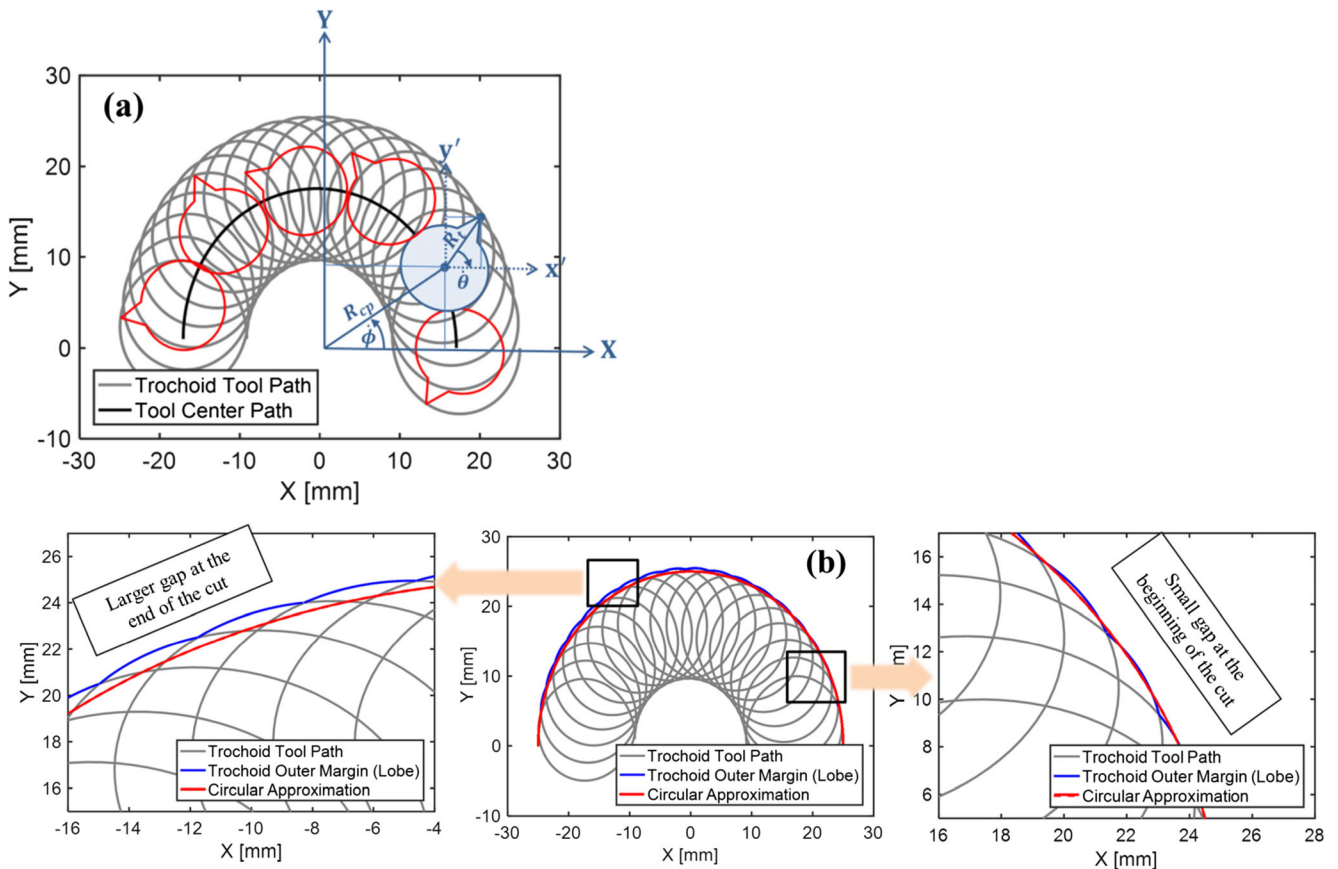 Y
(a)
30
20
10
0
-10
Y [mm]
y′
x′
R_t
θ̇
R_cp
ϕ̇
X
Trochoid Tool Path
Tool Center Path
-30 -20 -10 0 10 20 30
X [mm]
26
24
22
20
18
16
Y [mm]
Larger gap at the
end of the cut
Trochoid Tool Path
Trochoid Outer Margin (Lobe)
Circular Approximation
-16 -14 -12 -10 -8 -6 -4
X [mm]
(b)
30
20
10
0
-10
Y [mm]
Trochoid Tool Path
Trochoid Outer Margin (Lobe)
Circular Approximation
-30 -20 -10 0 10 20 30
X [mm]
16
14
12
10
8
6
Small gap at the
beginning of the cut
Trochoid Tool Path
Trochoid Outer Margin (Lobe)
Circular Approximation
16 18 20 22 24 26 28
X [mm]